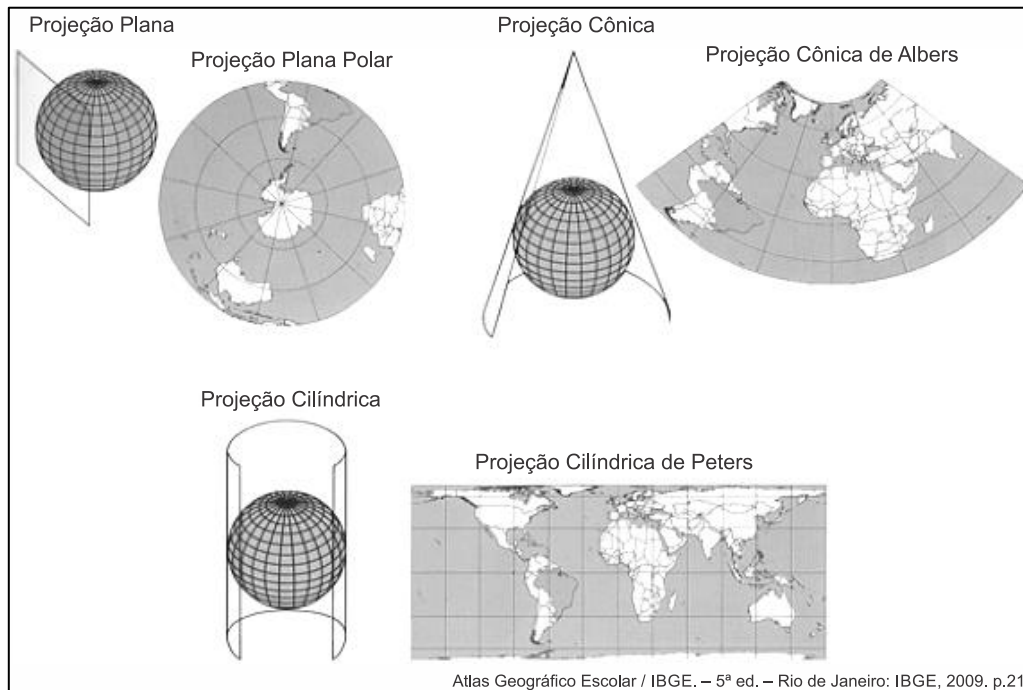 Projeção Plana
Projeção Plana Polar
Projeção Cônica
Projeção Cônica de Albers
Projeção Cilíndrica
Projeção Cilíndrica de Peters
Atlas Geográfico Escolar / IBGE. – 5ª ed. – Rio de Janeiro: IBGE, 2009. p.21